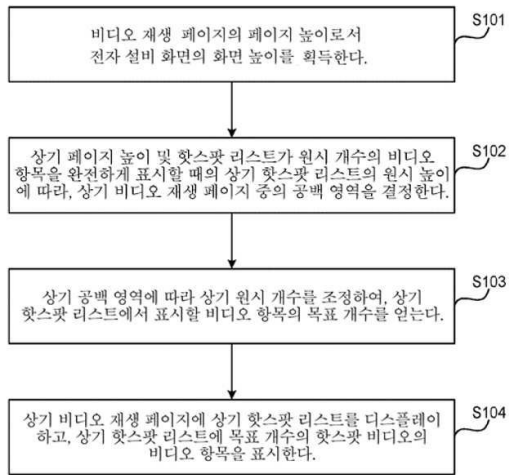 S101
비디오 재생 페이지의 페이지 높이로서
전자 설비 화면의 화면 높이를 획득한다.
S102
상기 페이지 높이 및 핫스팟 리스트가 원시 개수의 비디오
항목을 완전하게 표시할 때의 상기 핫스팟 리스트의 원시 높이
에 따라, 상기 비디오 재생 페이지 중의 공백 영역을 결정한다.
S103
상기 공백 영역에 따라 상기 원시 개수를 조정하여, 상기
핫스팟 리스트에서 표시할 비디오 항목의 목표 개수를 얻는다.
S104
상기 비디오 재생 페이지에 상기 핫스팟 리스트를 디스플레이
하고, 상기 핫스팟 리스트에 목표 개수의 핫스팟 비디오의
비디오 항목을 표시한다.